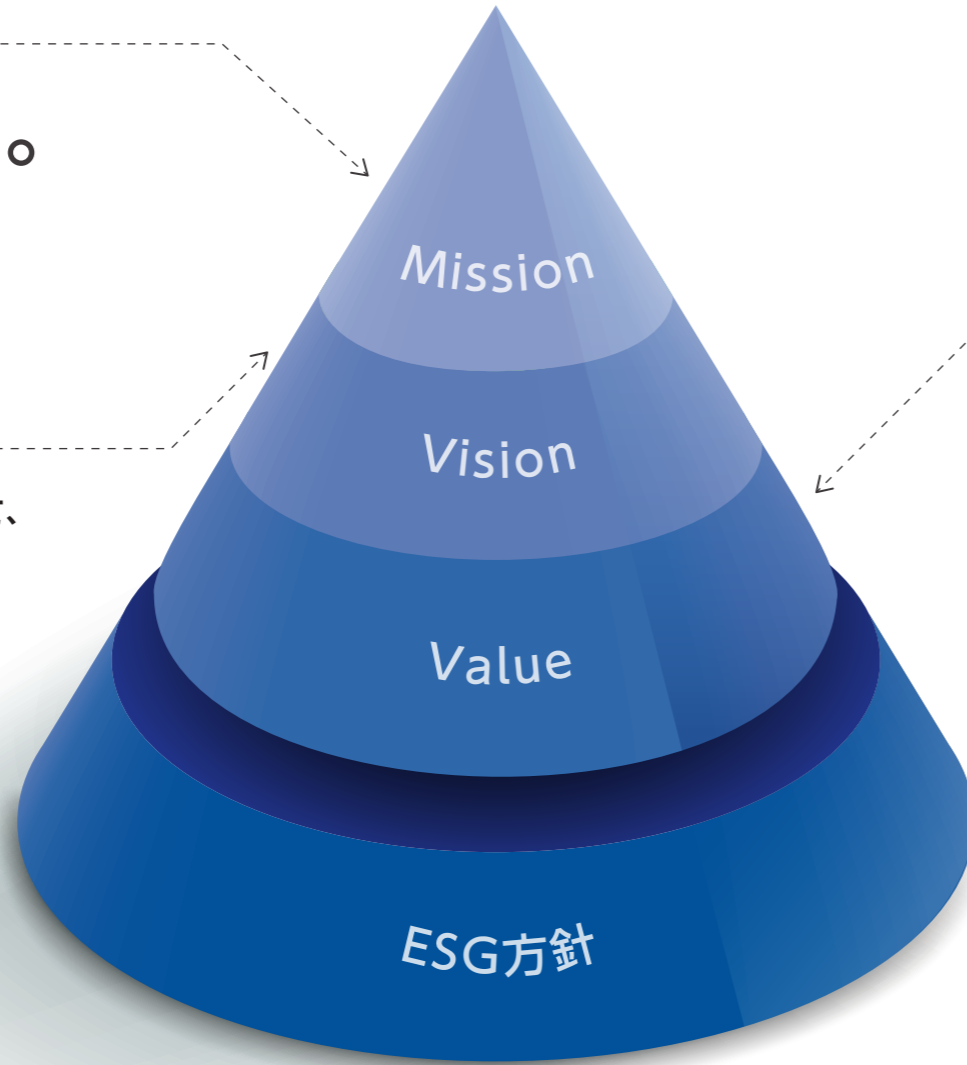 。
Mission
Vision
、
Value
ESG方針